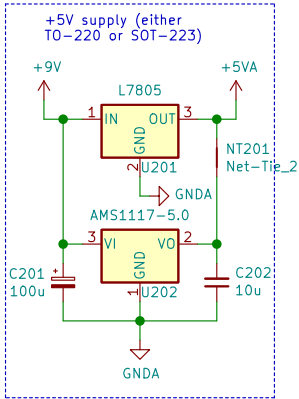 +5V supply (either
TO-220 or SOT-223)
+9V
+5VA
L7805
1
IN
OUT
3
GND
2
U201
NT201
Net-Tie_2
GNDA
AMS1117-5.0
3
VI
VO
2
GND
1
U202
C201
100u
+
C202
10u
GNDA